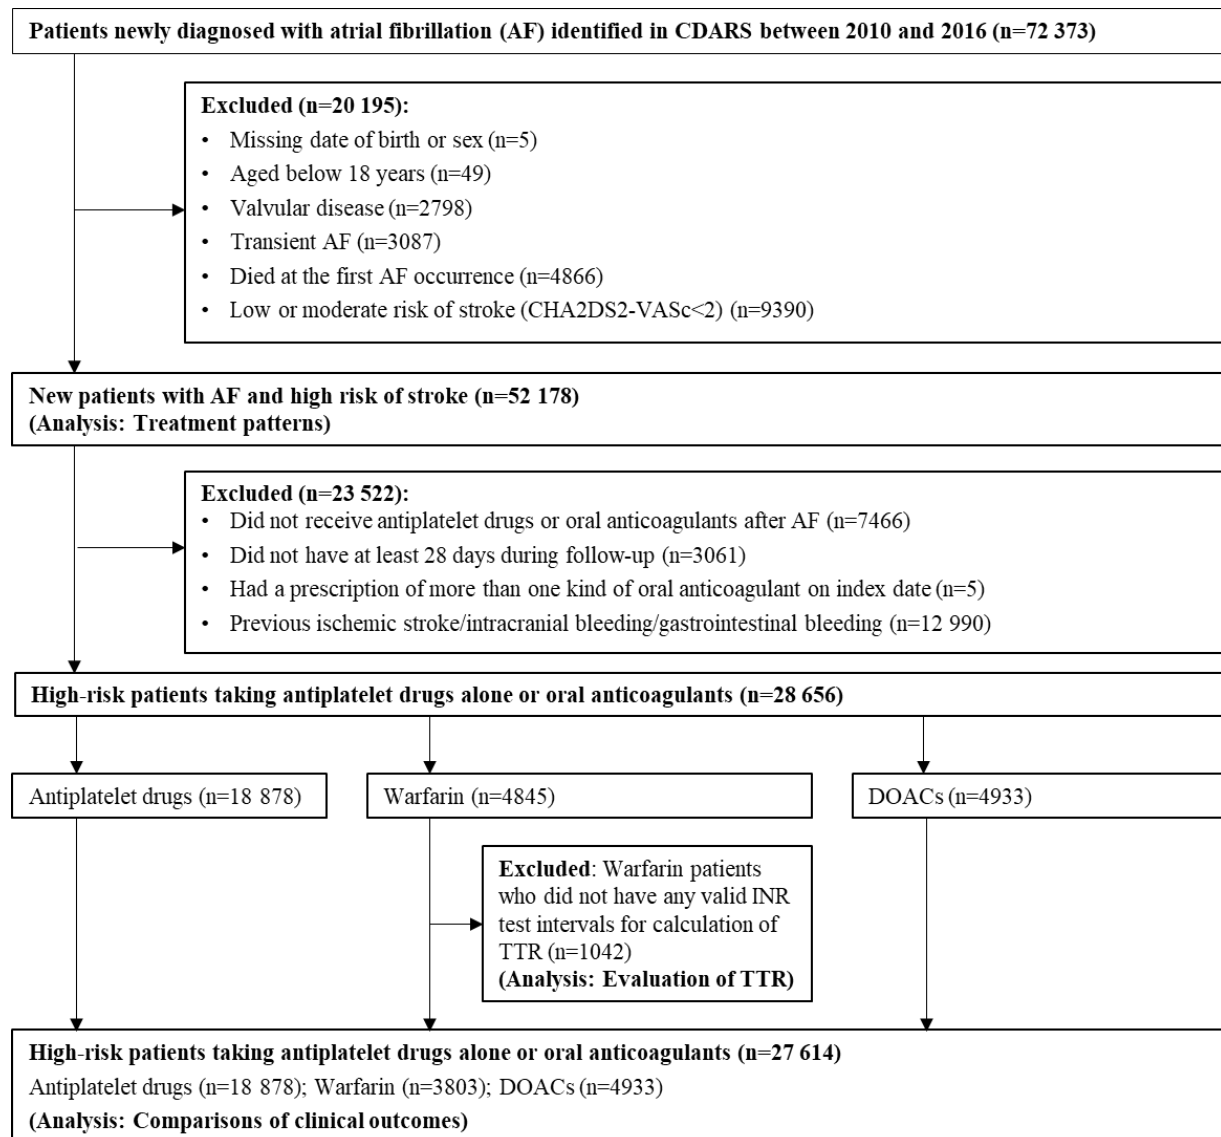 Patients newly diagnosed with atrial fibrillation (AF) identified in CDARS between 2010 and 2016 (n=72 373)
Excluded (n=20 195):
• Missing date of birth or sex (n=5)
• Aged below 18 years (n=49)
• Valvular disease (n=2798)
• Transient AF (n=3087)
• Died at the first AF occurrence (n=4866)
• Low or moderate risk of stroke (CHA2DS2-VASc<2) (n=9390)
New patients with AF and high risk of stroke (n=52 178)
(Analysis: Treatment patterns)
Excluded (n=23 522):
• Did not receive antiplatelet drugs or oral anticoagulants after AF (n=7466)
• Did not have at least 28 days during follow-up (n=3061)
• Had a prescription of more than one kind of oral anticoagulant on index date (n=5)
• Previous ischemic stroke/intracranial bleeding/gastrointestinal bleeding (n=12 990)
High-risk patients taking antiplatelet drugs alone or oral anticoagulants (n=28 656)
Antiplatelet drugs (n=18 878)
Warfarin (n=4845)
DOACs (n=4933)
Excluded: Warfarin patients
who did not have any valid INR
test intervals for calculation of
TTR (n=1042)
(Analysis: Evaluation of TTR)
High-risk patients taking antiplatelet drugs alone or oral anticoagulants (n=27 614)
Antiplatelet drugs (n=18 878); Warfarin (n=3803); DOACs (n=4933)
(Analysis: Comparisons of clinical outcomes)